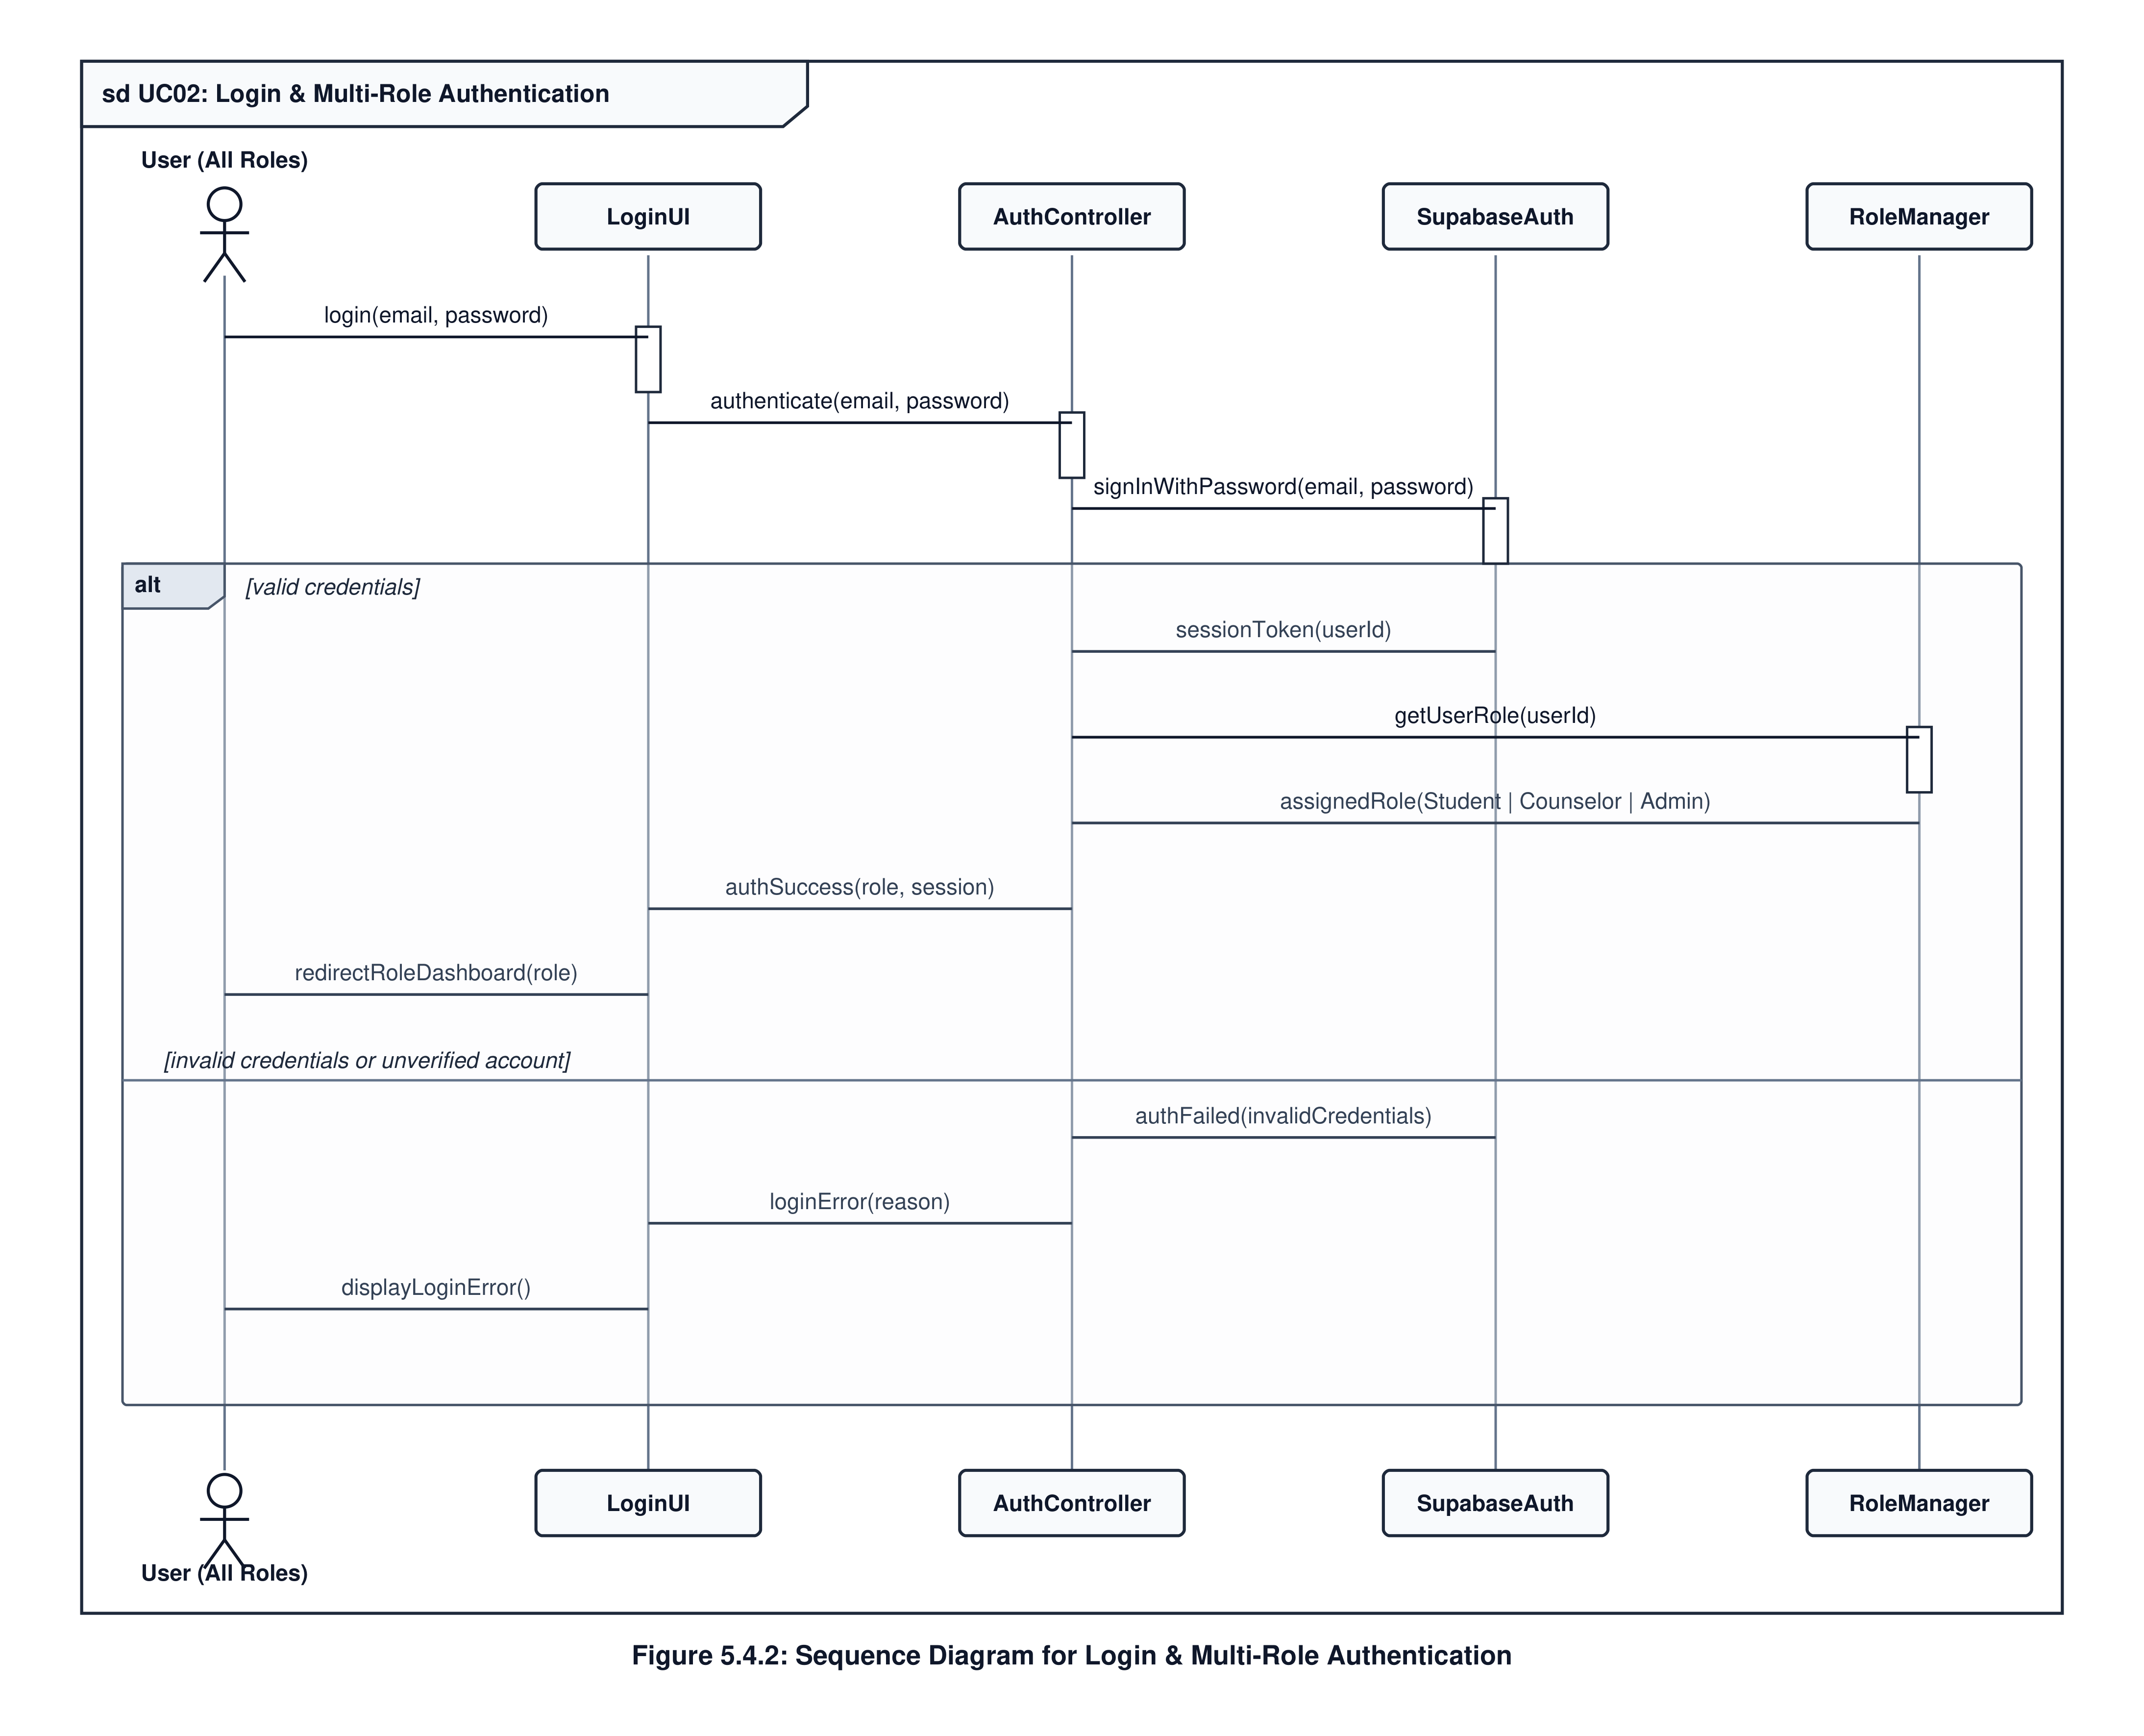 sd UC02: Login & Multi-Role Authentication
User (All Roles)
LoginUI
AuthController
SupabaseAuth
RoleManager
login(email, password)
authenticate(email, password)
signInWithPassword(email, password)
alt
[valid credentials]
sessionToken(userId)
getUserRole(userId)
assignedRole(Student | Counselor | Admin)
authSuccess(role, session)
redirectRoleDashboard(role)
[invalid credentials or unverified account]
authFailed(invalidCredentials)
loginError(reason)
displayLoginError()
LoginUI
AuthController
SupabaseAuth
RoleManager
User (All Roles)
Figure 5.4.2: Sequence Diagram for Login & Multi-Role Authentication